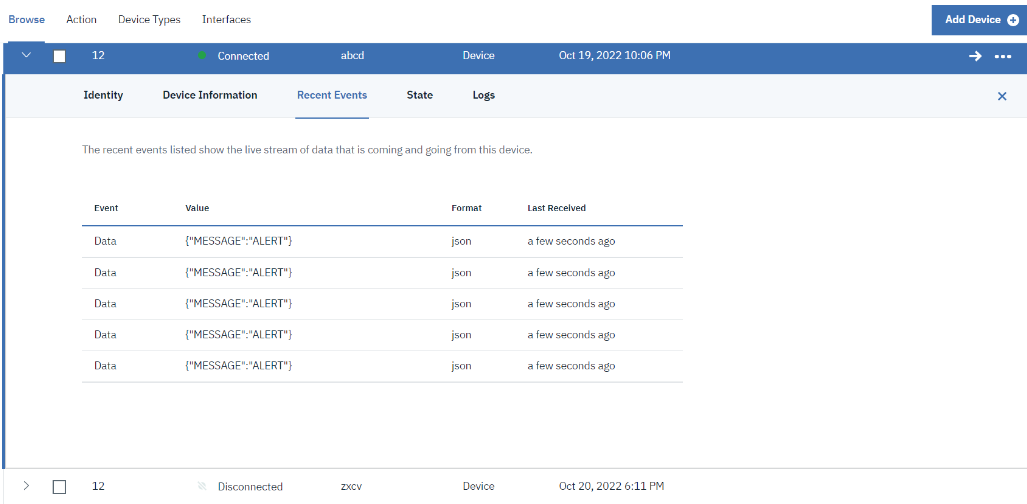 Browse Action Device Types Interfaces Add Device
12 Connected abcd Device Oct 19, 2022 10:06 PM
Identity Device Information Recent Events State Logs
The recent events listed show the live stream of data that is coming and going from this device.
Event Value Format Last Received
Data {"MESSAGE":"ALERT"} json a few seconds ago
Data {"MESSAGE":"ALERT"} json a few seconds ago
Data {"MESSAGE":"ALERT"} json a few seconds ago
Data {"MESSAGE":"ALERT"} json a few seconds ago
Data {"MESSAGE":"ALERT"} json a few seconds ago
12 Disconnected zxcv Device Oct 20, 2022 6:11 PM